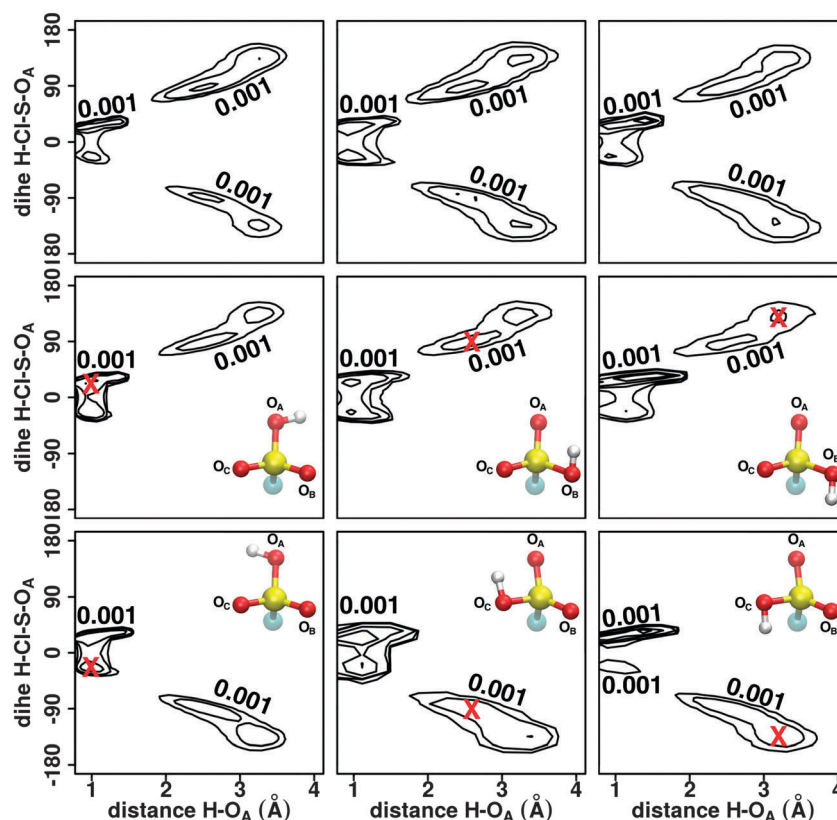 180
90
0
-90
-180
dihe H-Cl-S-OA
0.001
0.001
0.001
0.001
0.001
0.001
0.001
0.001
0.001
180
90
0
-90
-180
dihe H-Cl-S-OA
0.001
0.001
0.001
0.001
0.001
0.001
X
X
X
OA
OC
OB
OA
OC
OB
OA
OC
OB
180
90
0
-90
-180
dihe H-Cl-S-OA
0.001
0.001
0.001
0.001
0.001
0.001
0.001
X
X
X
OA
OC
OB
OA
OC
OB
OA
OC
OB
1 2 3 4
1 2 3
1 2 3 4
distance H-OA (Å)
distance H-OA (Å)
distance H-OA (Å)